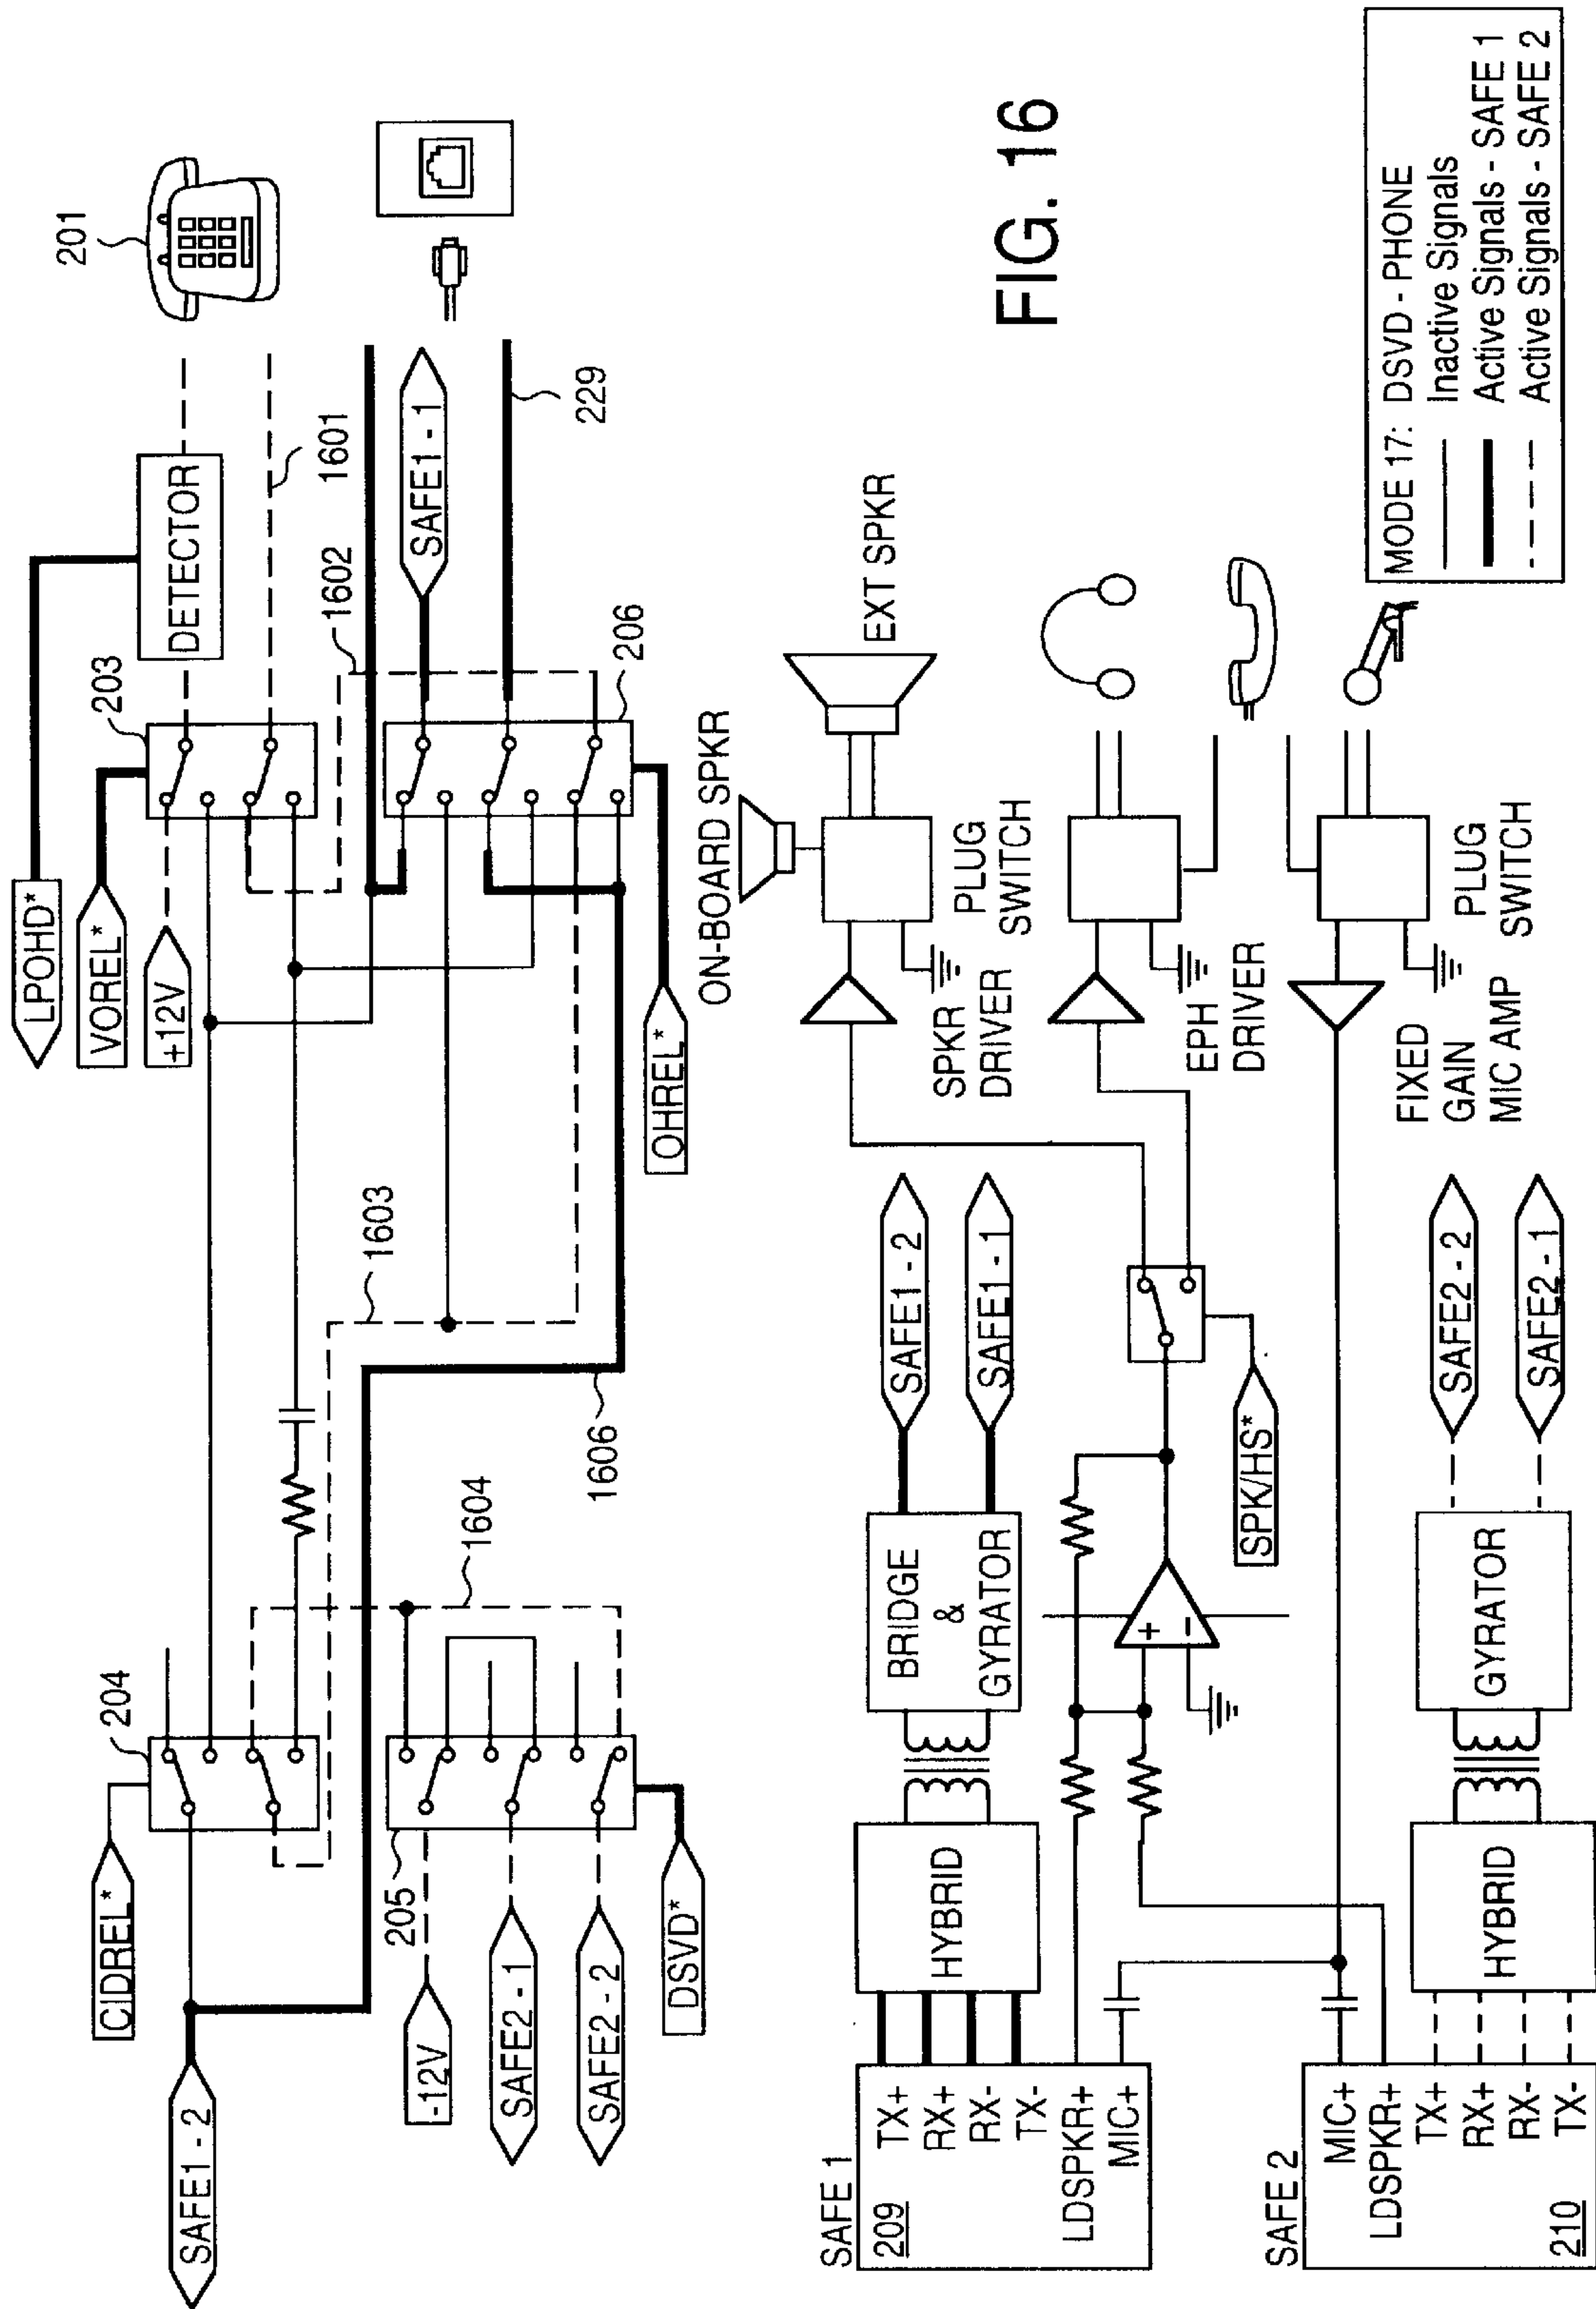 201
203
DETECTOR
LPOHD*
VOREL*
+12V
1601
SAFE1 - 1
1602
229
206
OHREL*
1603
1606
204
CIDREL*
1604
205
SAFE1 - 2
-12V
SAFE2 - 1
SAFE2 - 2
DSVD*
FIG. 16
ON-BOARD SPKR
EXT SPKR
PLUG
SWITCH
SPKR
DRIVER
EPH
DRIVER
PLUG
SWITCH
FIXED
GAIN
MIC AMP
SAFE1 - 2
SAFE1 - 1
BRIDGE
&
GYRATOR
HYBRID
SAFE 1
209
TX+
RX+
RX-
TX-
LDSPKR+
MIC+
+
-
SPK/HS*
SAFE 2
210
MIC+
LDSPKR+
TX+
RX+
RX-
TX-
HYBRID
GYRATOR
SAFE2 - 2
SAFE2 - 1
MODE 17: DSVD - PHONE
Inactive Signals
Active Signals - SAFE 1
Active Signals - SAFE 2